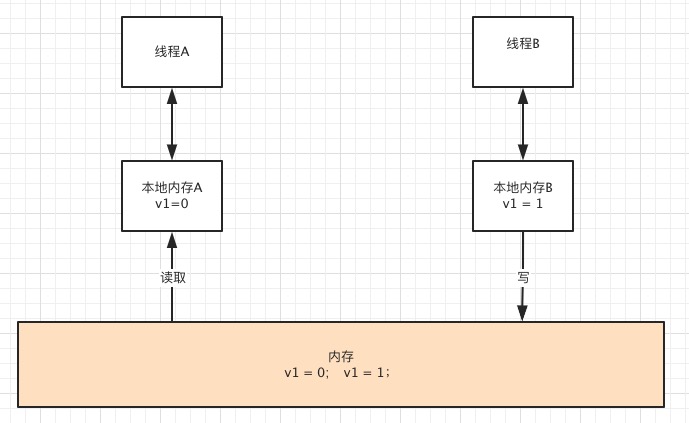 线程A
线程B
本地内存A
v1=0
本地内存B
v1 = 1
读取
写
内存
v1 = 0;   v1 = 1;